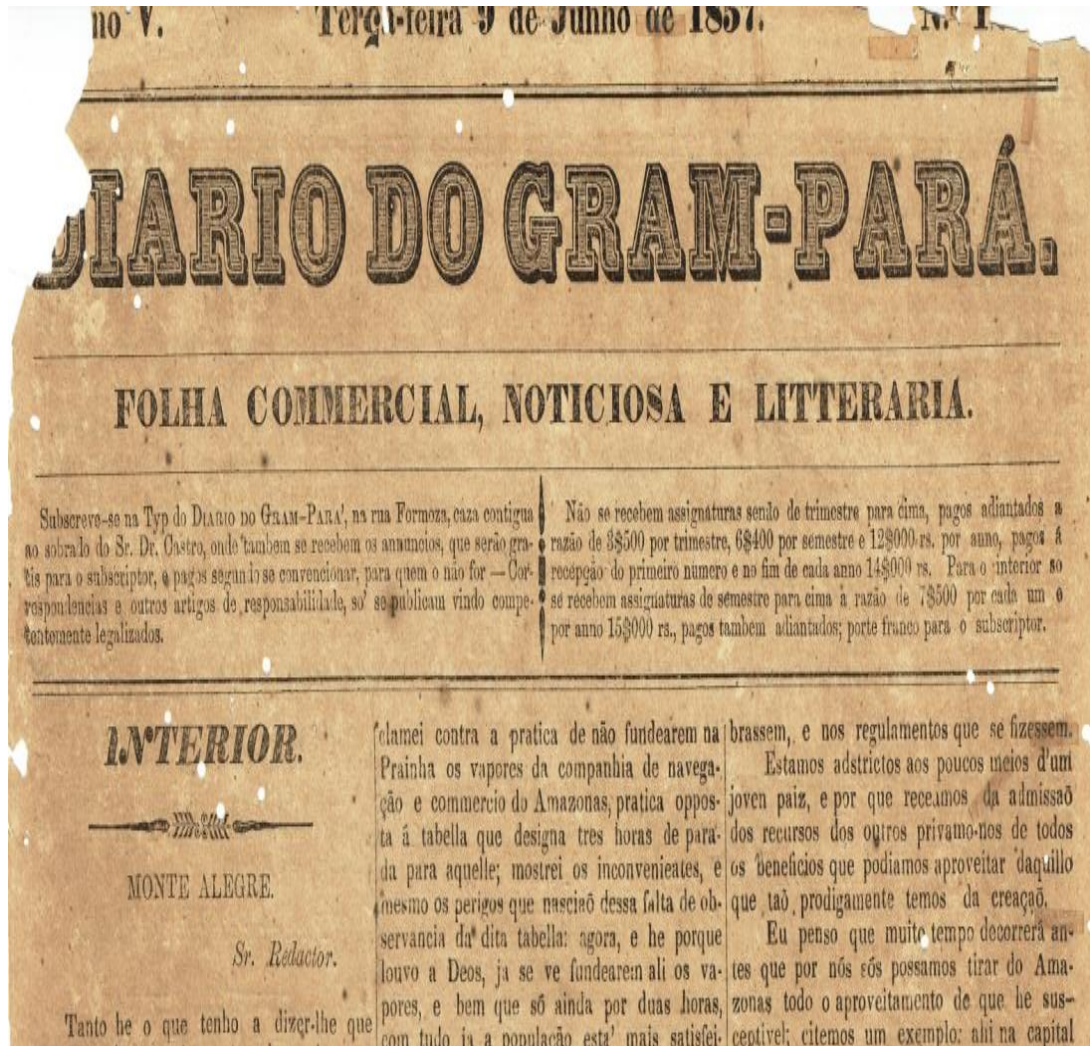 no V.
Terça-feira 9 de Junho de 1857.
N.º 1
DIARIO DO GRAM-PARÁ.
FOLHA COMMERCIAL, NOTICIOSA E LITTERARIA.
Subscreve-se na Typ do DIARIO DO GRAM-PARA', na rua Formoza, caza contigua
ao sobrado do Sr. Dr. Castro, onde tambem se recebem os annuncios, que serão gra-
tis para o subscriptor, e pagos segundo se convencionar, para quem o não for — Cor-
respondencias e outros artigos de responsabilidade, so' se publicam vindo compe-
tentemente legalizados.
Não se recebem assignaturas senão de trimestre para cima, pagos adiantados a
razão de 3$500 por trimestre, 6$400 por semestre e 12$000 rs. por anno, pagos á
recepção do primeiro numero e no fim de cada anno 14$000 rs. Para o interior so
se recebem assignaturas de semestre para cima à razão de 7$500 por cada um e
por anno 15$000 rs., pagos tambem adiantados; porte franco para o subscriptor.
INTERIOR.
MONTE ALEGRE.
Sr. Redactor.
Tanto he o que tenho a dizer-lhe que
clamei contra a pratica de não fundearem na
Prainha os vapores da companhia de navega-
ção e commercio do Amazonas, pratica oppos-
ta á tabella que designa tres horas de para-
da para aquelle; mostrei os inconvenientes, e
mesmo os perigos que nasciaõ dessa falta de ob-
servancia da dita tabella: agora, e he porque
louvo a Deos, ja se ve fundearem ali os va-
pores, e bem que só ainda por duas horas,
com tudo ja a população esta' mais satisfei-
brassem, e nos regulamentos que se fizessem.
Estamos adstrictos aos poucos meios d'um
joven paiz, e por que receamos da admissaõ
dos recursos dos outros privamo-nos de todos
os beneficios que podiamos aproveitar daquillo
que taõ prodigamente temos da creaçaõ.
Eu penso que muito tempo decorrerá an-
tes que por nós sós possamos tirar do Ama-
zonas todo o aproveitamento de que he sus-
ceptivel; citemos um exemplo: ahi na capital